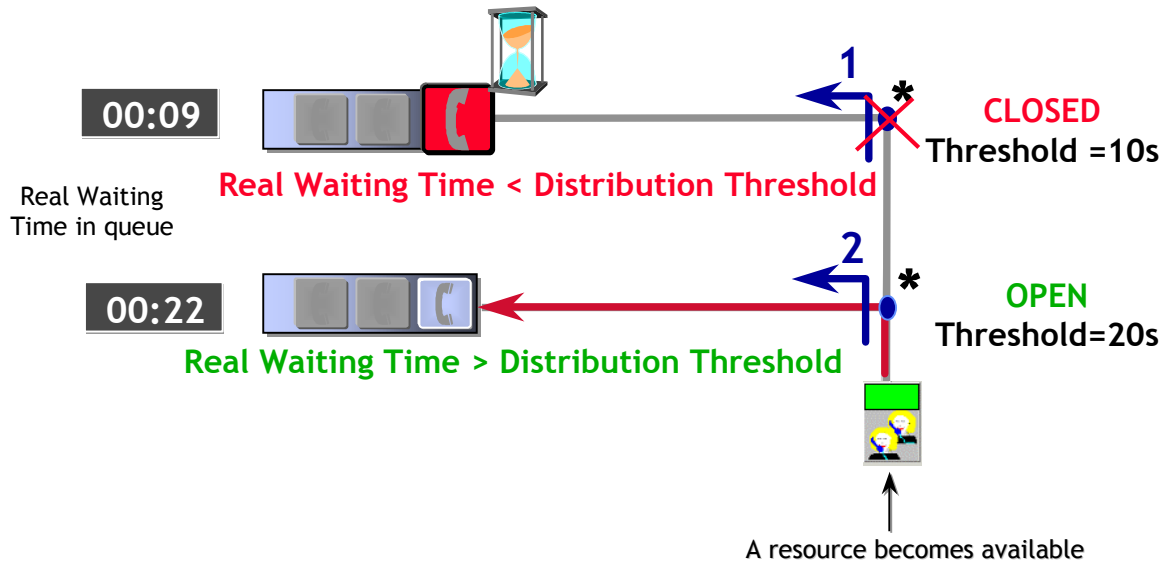 1
*
00:09
CLOSED
Threshold =10s
Real Waiting Time < Distribution Threshold
Real Waiting
Time in queue
2
*
00:22
OPEN
Threshold=20s
Real Waiting Time > Distribution Threshold
A resource becomes available